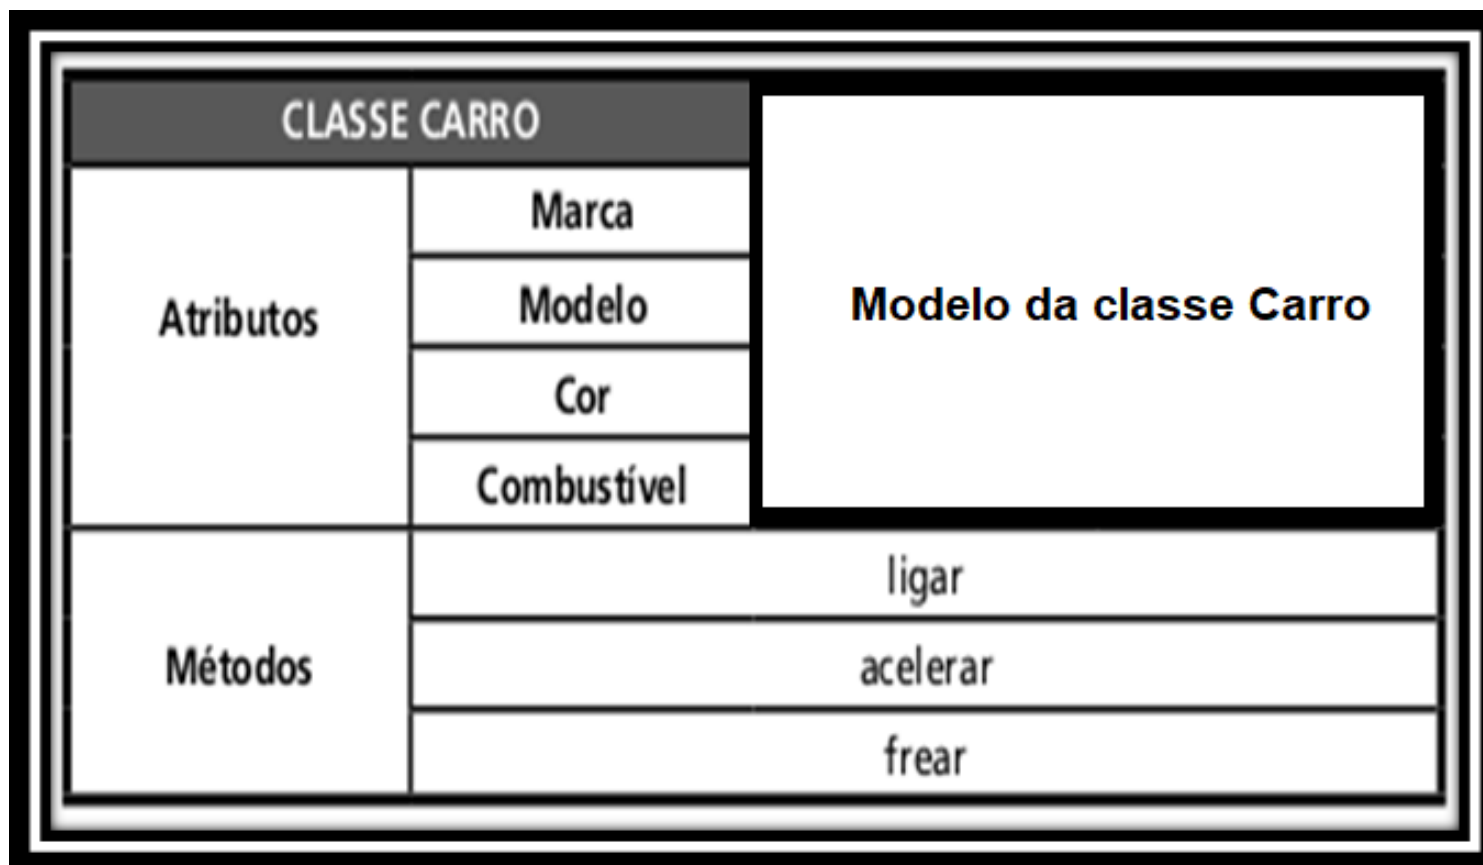 CLASSE CARRO
Atributos
Marca
Modelo
Cor
Combustível
Modelo da classe Carro
Métodos
ligar
acelerar
frear